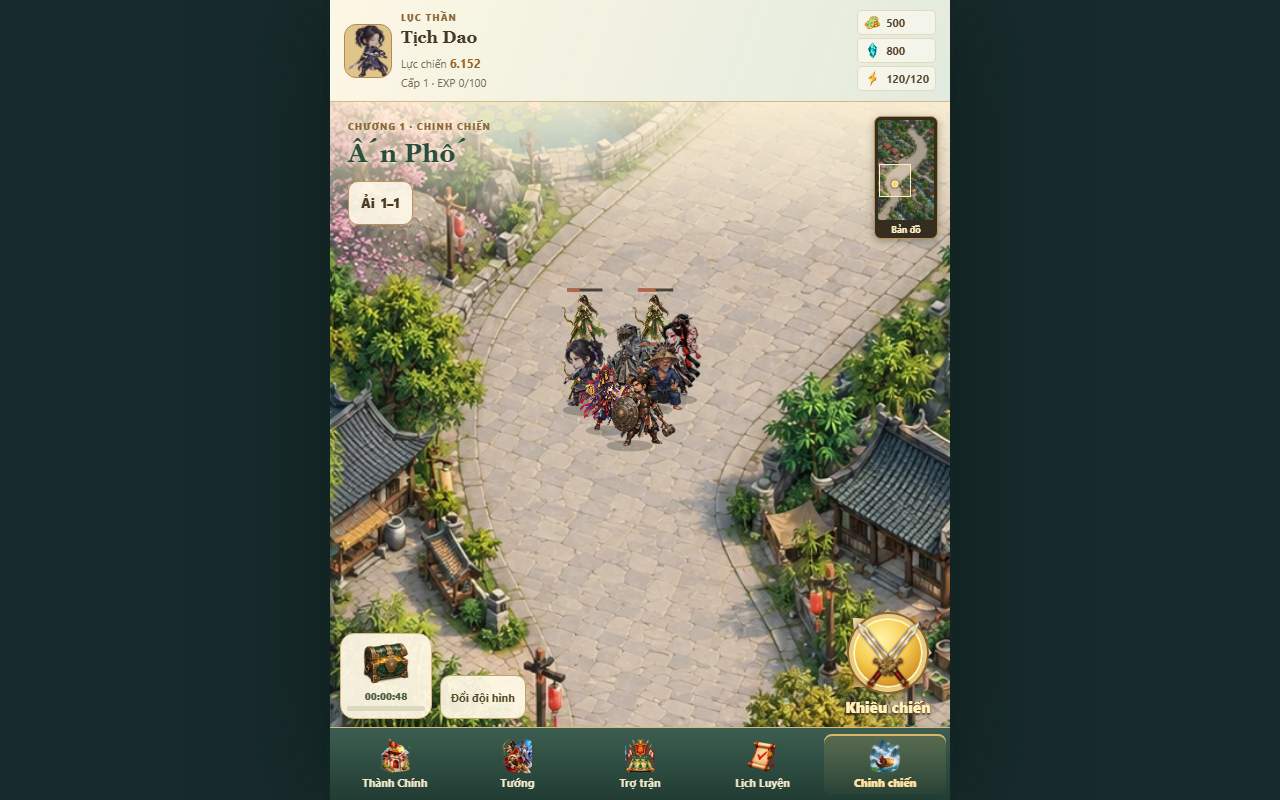 LỤC THẦN
Tịch Dao
Lực chiến 6.152
Cấp 1 · EXP 0/100
500
800
120/120
CHƯƠNG 1 · CHINH CHIẾN
Ấn Phố
Ải 1–1
Bản đồ
00:00:48
Đổi đội hình
Khiêu chiến
Thành Chính
Tướng
Trợ trận
Lịch Luyện
Chinh chiến